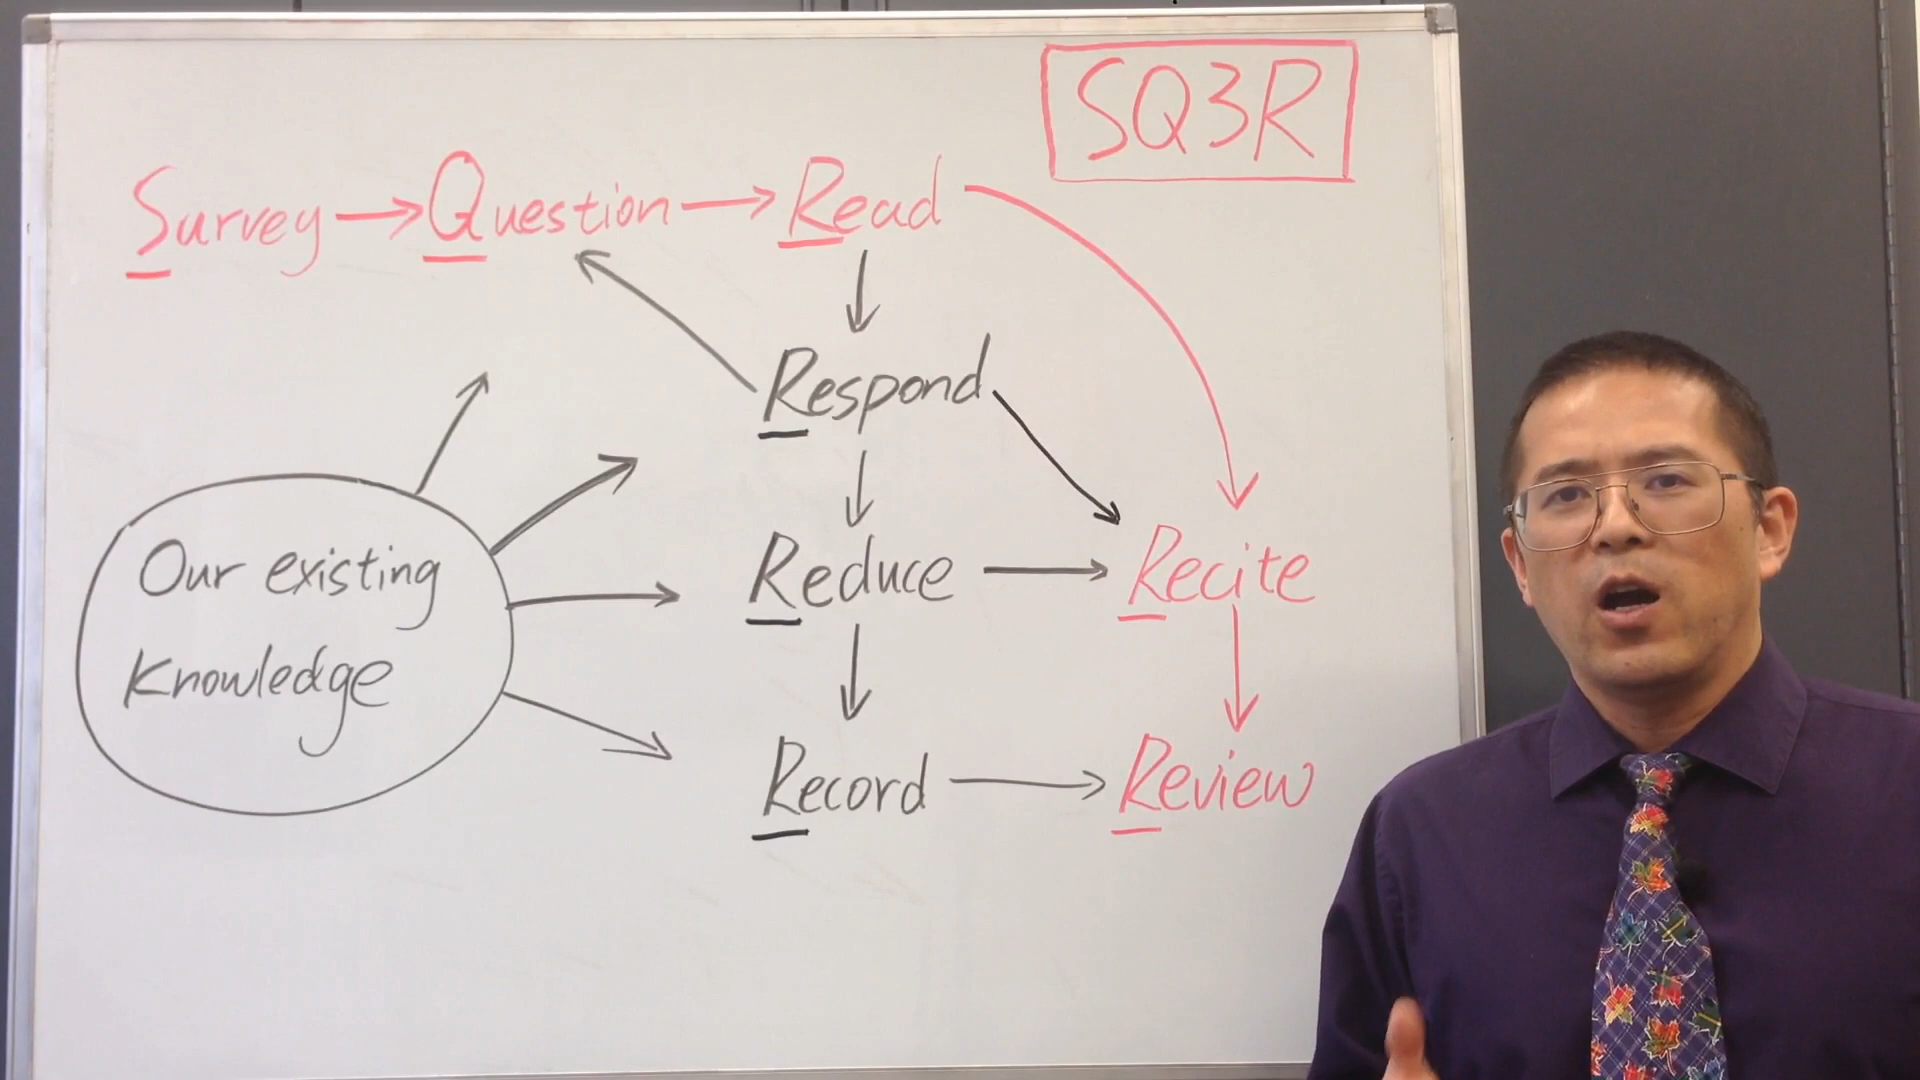 SQ3R
Survey → Question → Read
Respond
Reduce → Recite
Our existing
Knowledge
Record → Review